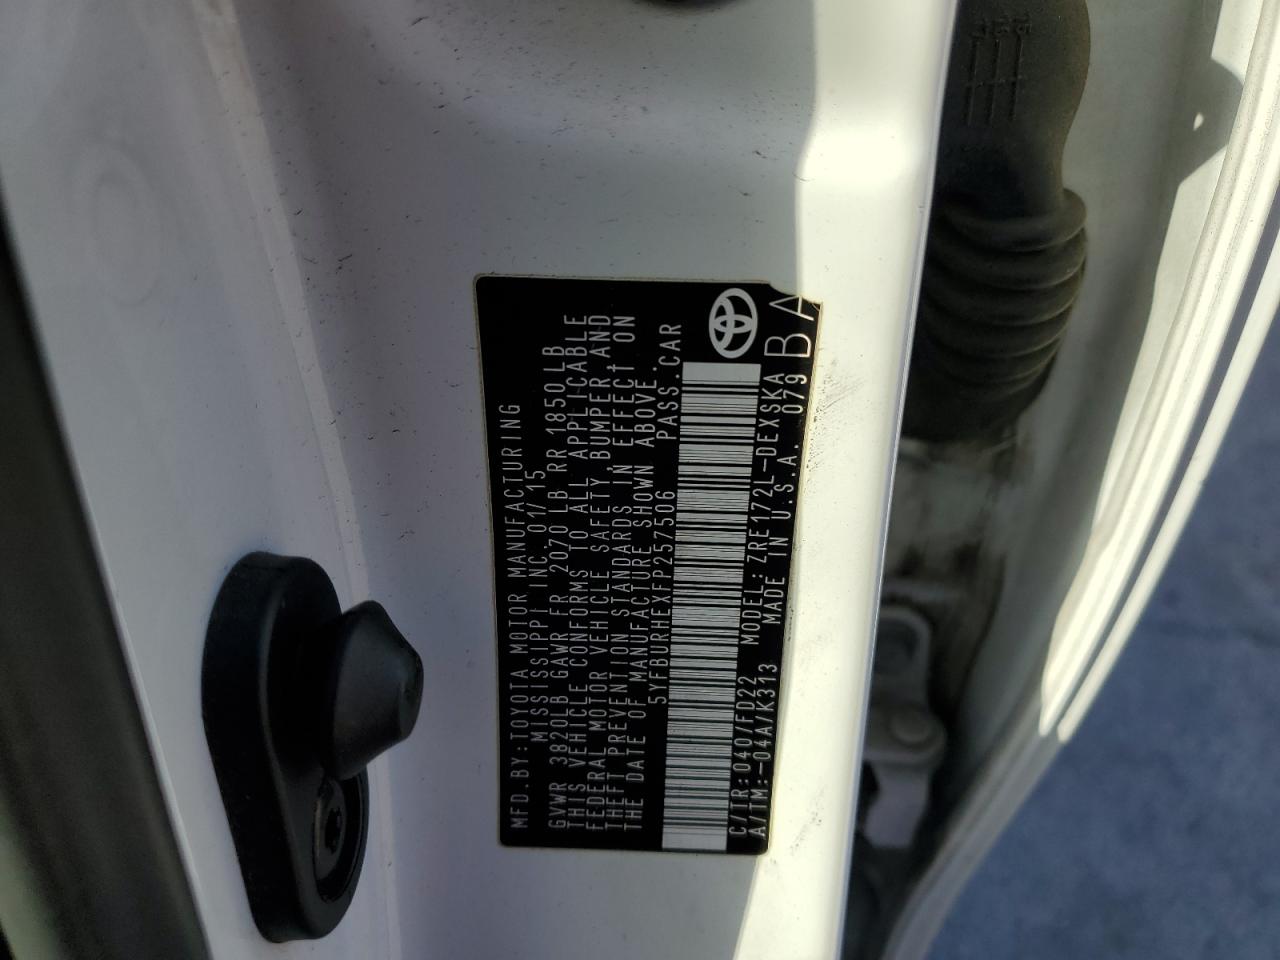 MFD.BY:TOYOTA MOTOR MANUFACTURING
MISSISSIPPI INC. 01/15
GVWR 3820LB GAWR FR 2070 LB RR 1850 LB
THIS VEHICLE CONFORMS TO ALL APPLICABLE
FEDERAL MOTOR VEHICLE SAFETY,BUMPER,AND
THEFT PREVENTION STANDARDS IN EFFECT ON
THE DATE OF MANUFACTURE SHOWN ABOVE.
5YFBURHEXFP257506 PASS.CAR
C/TR:040/FD22 MODEL:ZRE172L-DEXSKA
A/TM:-04A/K313 MADE IN U.S.A. 079 BA